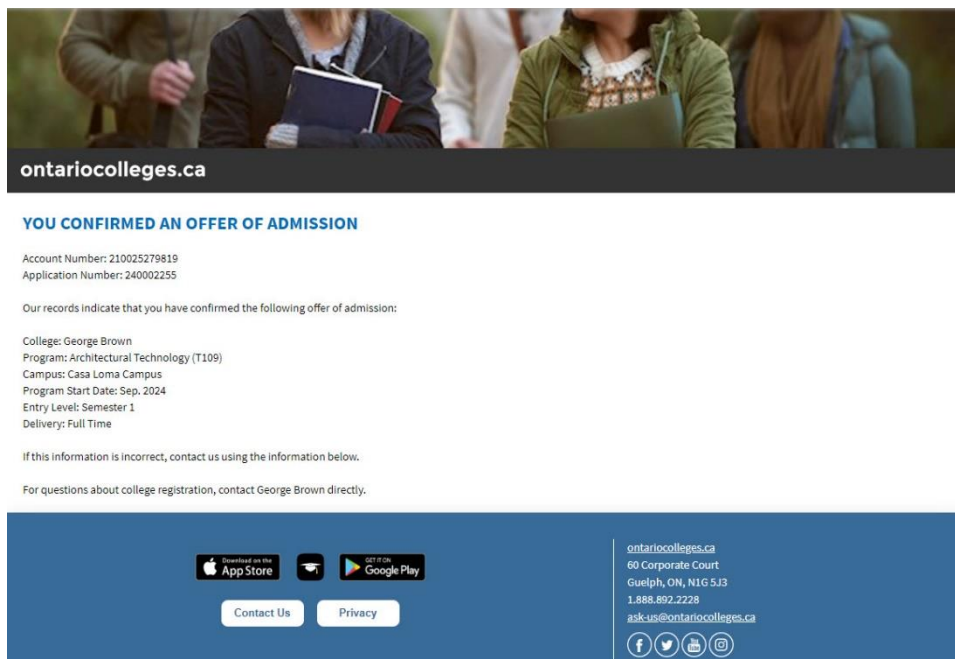 ontariocolleges.ca
YOU CONFIRMED AN OFFER OF ADMISSION
Account Number: 210025279819
Application Number: 240002255
Our records indicate that you have confirmed the following offer of admission:
College: George Brown
Program: Architectural Technology (T109)
Campus: Casa Loma Campus
Program Start Date: Sep. 2024
Entry Level: Semester 1
Delivery: Full Time
If this information is incorrect, contact us using the information below.
For questions about college registration, contact George Brown directly.
Download on the
App Store
GET IT ON
Google Play
Contact Us
Privacy
ontariocolleges.ca
60 Corporate Court
Guelph, ON, N1G 5J3
1.888.892.2228
ask-us@ontariocolleges.ca
You
Tube